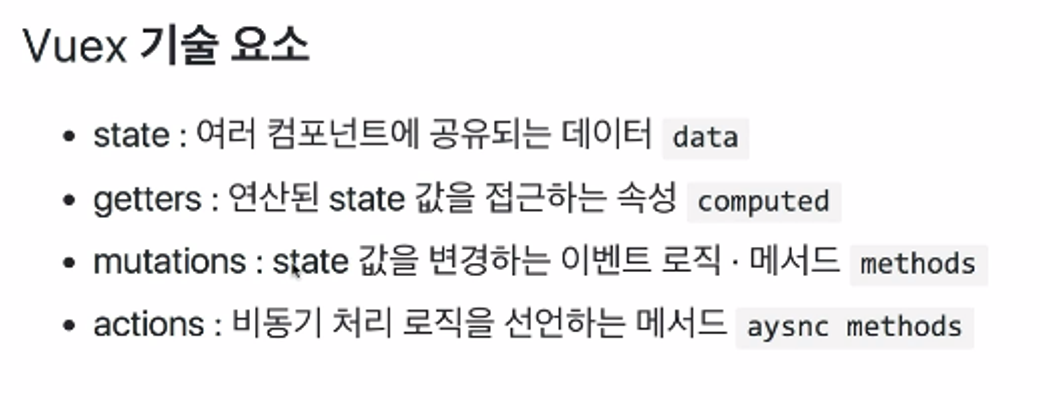 Vuex 기술 요소
• state : 여러 컴포넌트에 공유되는 데이터 data
• getters : 연산된 state 값을 접근하는 속성 computed
• mutations : state 값을 변경하는 이벤트 로직 · 메서드 methods
• actions : 비동기 처리 로직을 선언하는 메서드 aysnc methods